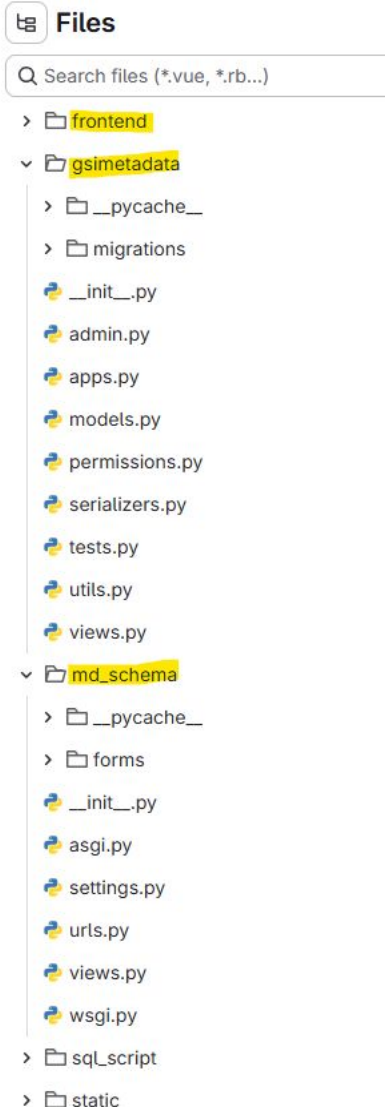 Files
Search files (*.vue, *.rb...)
frontend
gsimetadata
__pycache__
migrations
__init__.py
admin.py
apps.py
models.py
permissions.py
serializers.py
tests.py
utils.py
views.py
md_schema
__pycache__
forms
__init__.py
asgi.py
settings.py
urls.py
views.py
wsgi.py
sql_script
static